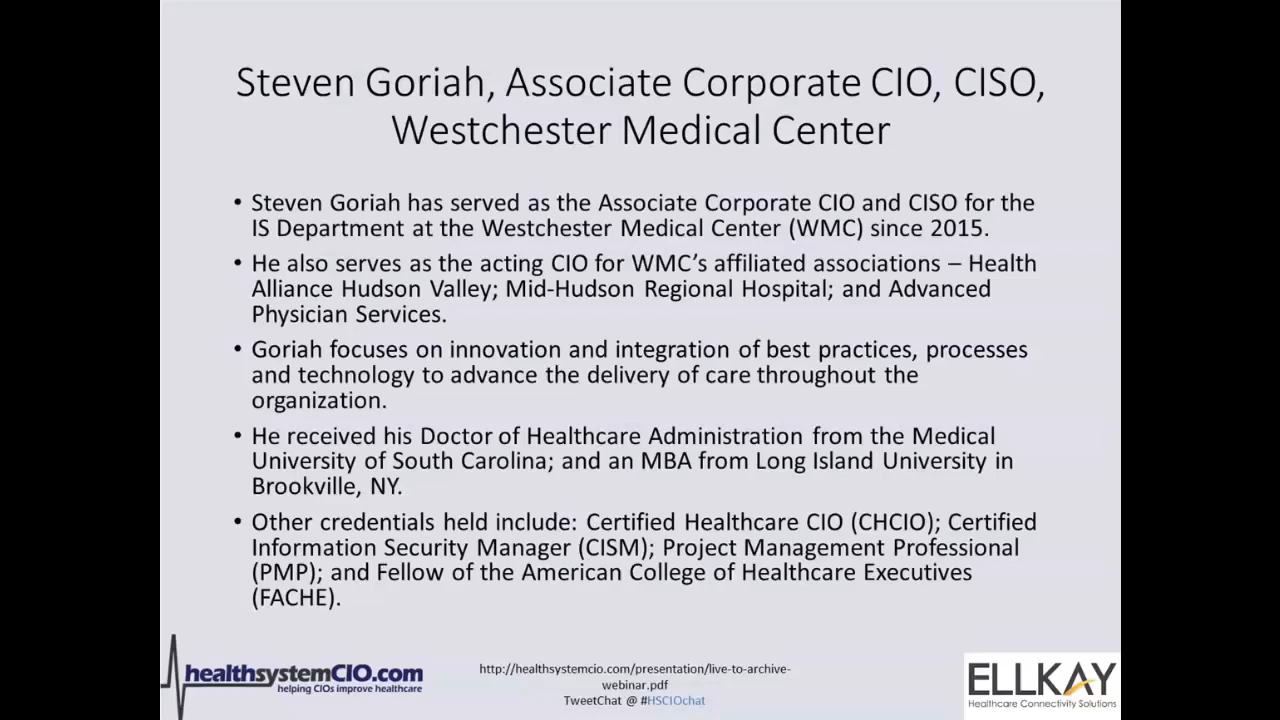 Steven Goriah, Associate Corporate CIO, CISO,
Westchester Medical Center
• Steven Goriah has served as the Associate Corporate CIO and CISO for the
IS Department at the Westchester Medical Center (WMC) since 2015.
• He also serves as the acting CIO for WMC’s affiliated associations – Health
Alliance Hudson Valley; Mid-Hudson Regional Hospital; and Advanced
Physician Services.
• Goriah focuses on innovation and integration of best practices, processes
and technology to advance the delivery of care throughout the
organization.
• He received his Doctor of Healthcare Administration from the Medical
University of South Carolina; and an MBA from Long Island University in
Brookville, NY.
• Other credentials held include: Certified Healthcare CIO (CHCIO); Certified
Information Security Manager (CISM); Project Management Professional
(PMP); and Fellow of the American College of Healthcare Executives
(FACHE).
healthsystemCIO.com
helping CIOs improve healthcare
http://healthsystemcio.com/presentation/live-to-archive-
webinar.pdf
TweetChat @ #HSCIOchat
ELLKAY
Healthcare Connectivity Solutions